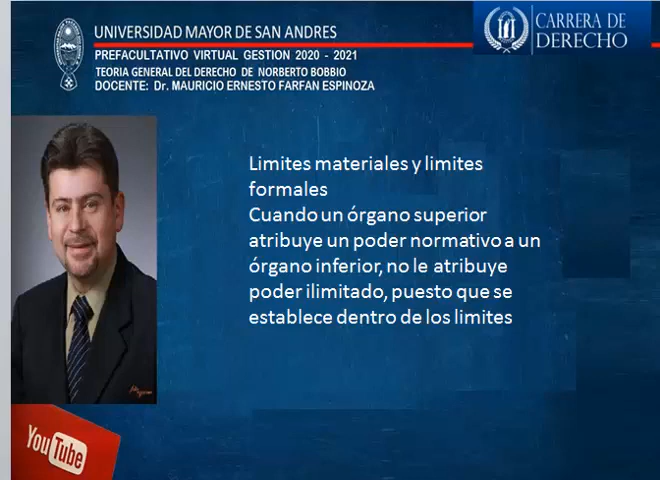 UNIVERSIDAD MAYOR DE SAN ANDRES
PREFACULTATIVO VIRTUAL GESTION 2020 - 2021
TEORIA GENERAL DEL DERECHO DE NORBERTO BOBBIO
DOCENTE: Dr. MAURICIO ERNESTO FARFAN ESPINOZA
CARRERA DE
DERECHO
Limites materiales y limites
formales
Cuando un órgano superior
atribuye un poder normativo a un
órgano inferior, no le atribuye
poder ilimitado, puesto que se
establece dentro de los limites
YouTube